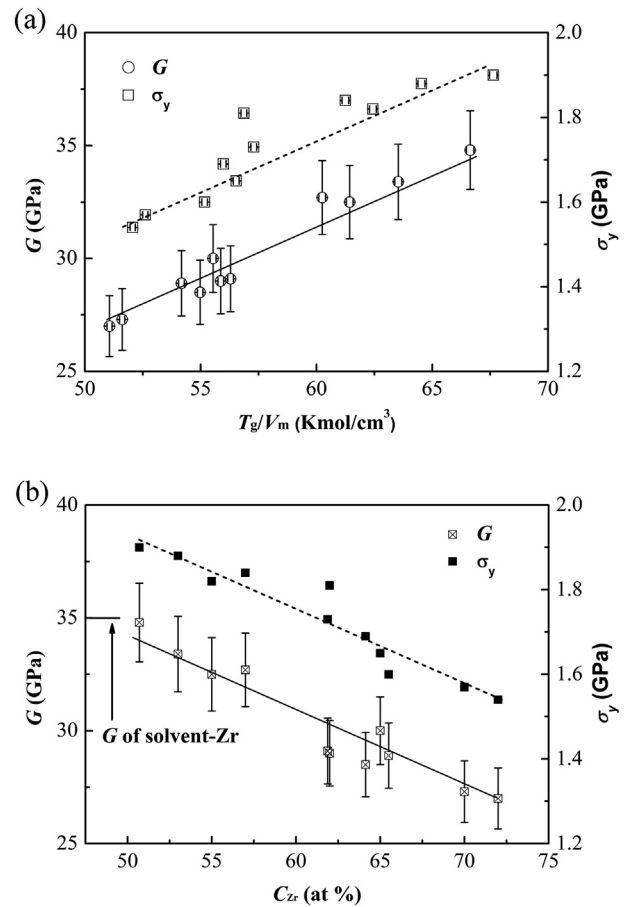 (a)
40
35
30
25
G (GPa)
2.0
1.8
1.6
1.4
1.2
σy (GPa)
G
σy
50 55 60 65 70
Tg/Vm (Kmol/cm³)
(b)
40
35
30
25
G (GPa)
2.0
1.8
1.6
1.4
1.2
σy (GPa)
G
σy
G of solvent-Zr
50 55 60 65 70 75
CZr (at %)